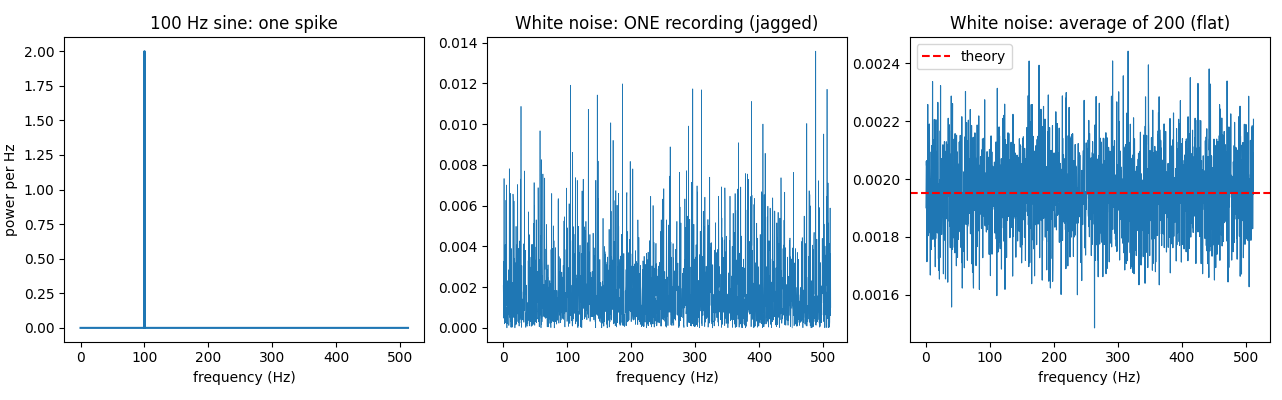 100 Hz sine: one spike
power per Hz
2.00
1.75
1.50
1.25
1.00
0.75
0.50
0.25
0.00
0 100 200 300 400 500
frequency (Hz)
White noise: ONE recording (jagged)
0.014
0.012
0.010
0.008
0.006
0.004
0.002
0.000
0 100 200 300 400 500
frequency (Hz)
White noise: average of 200 (flat)
theory
0.0024
0.0022
0.0020
0.0018
0.0016
0 100 200 300 400 500
frequency (Hz)